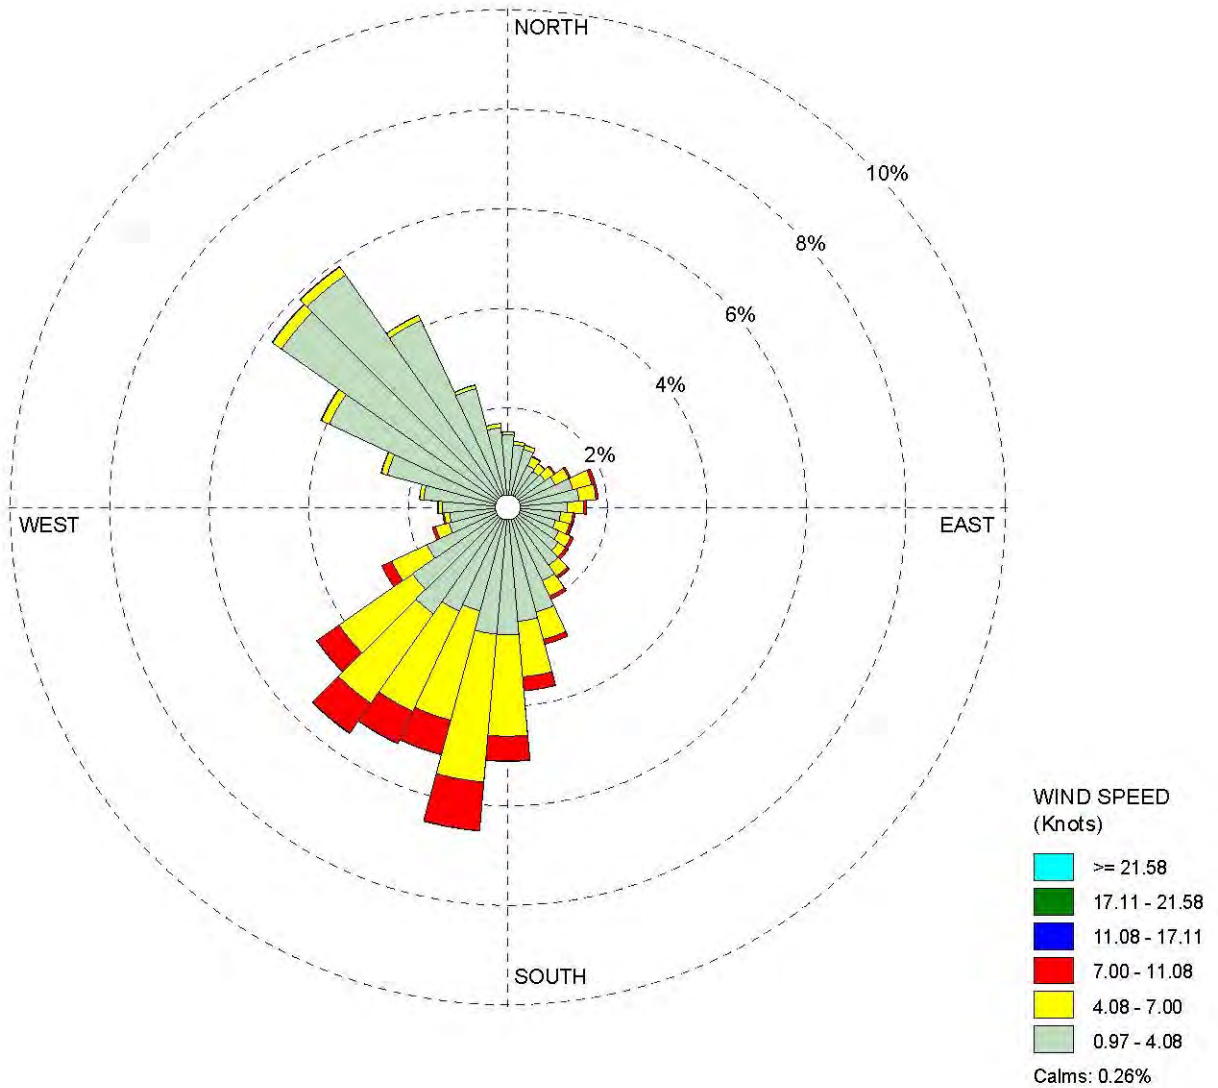 NORTH
10%
8%
6%
4%
2%
WEST
EAST
SOUTH
WIND SPEED
(Knots)
>= 21.58
17.11 - 21.58
11.08 - 17.11
7.00 - 11.08
4.08 - 7.00
0.97 - 4.08
Calms: 0.26%